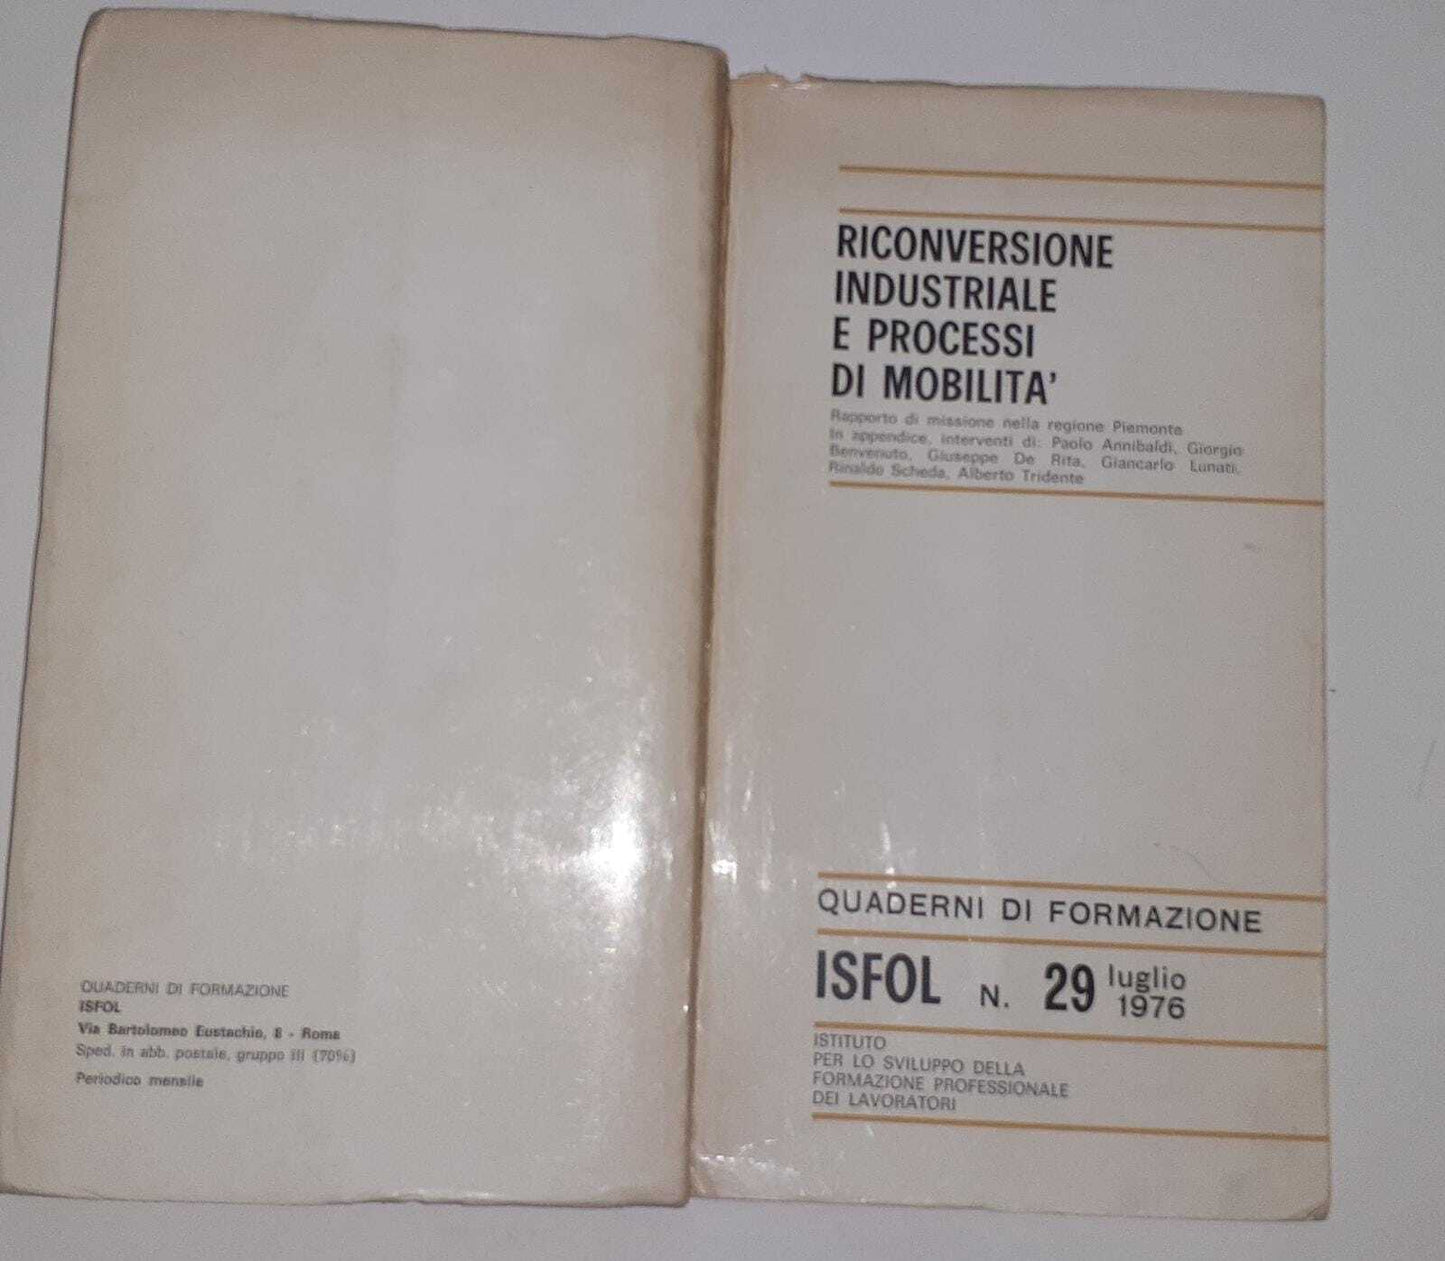 RICONVERSIONE
INDUSTRIALE
E PROCESSI
DI MOBILITA'
Rapporto di missione nella regione Piemonte
In appendice, interventi di: Paolo Annibaldi, Giorgio
Benvenuto, Giuseppe De Rita, Giancarlo Lunati,
Rinaldo Scheda, Alberto Tridente
QUADERNI DI FORMAZIONE
ISFOL N. 29 luglio
1976
ISTITUTO
PER LO SVILUPPO DELLA
FORMAZIONE PROFESSIONALE
DEI LAVORATORI
QUADERNI DI FORMAZIONE
ISFOL
Via Bartolomeo Eustachio, 8 - Roma
Sped. in abb. postale, gruppo III (70%)
Periodico mensile